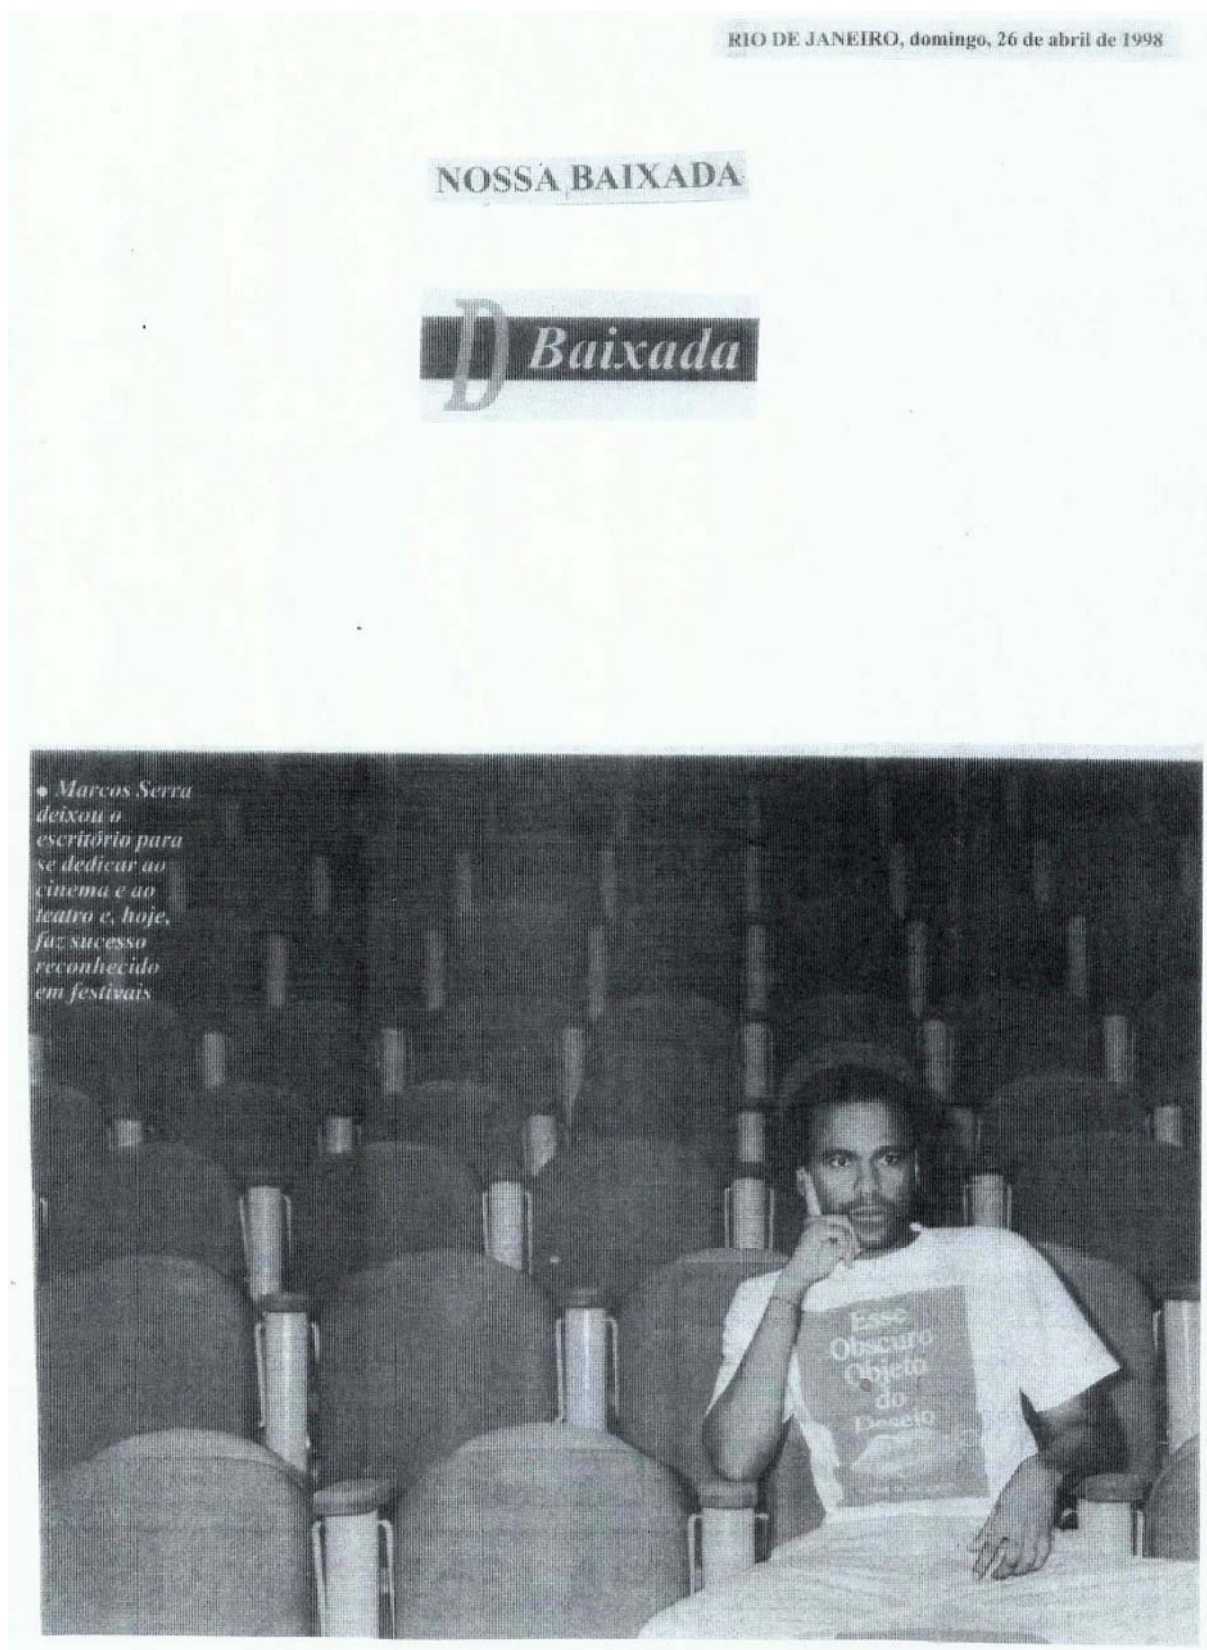 RIO DE JANEIRO, domingo, 26 de abril de 1998
NOSSA BAIXADA
D Baixada
● Marcos Serra
deixou o
escritório para
se dedicar ao
cinema e ao
teatro e, hoje,
faz sucesso
reconhecido
em festivais
Esse
Obscuro
Objeto
do
Desejo